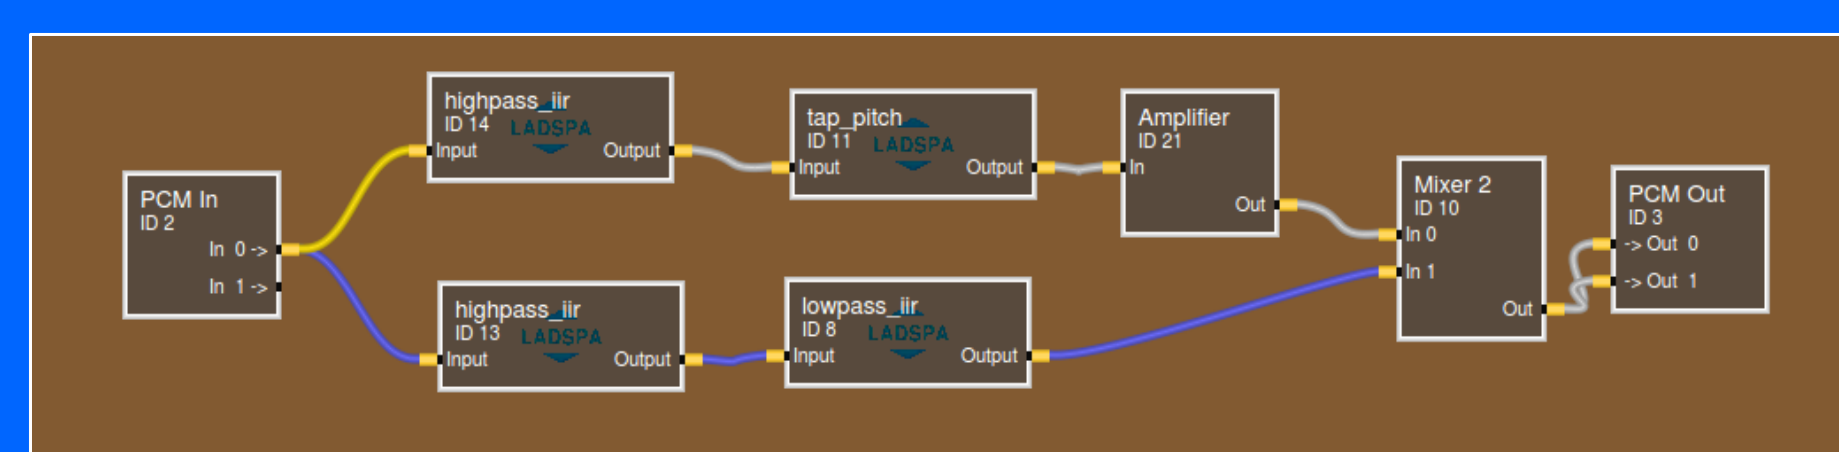 PCM In
ID 2
In 0 ->
In 1 ->
highpass_iir
ID 14
LADSPA
Input
Output
highpass_iir
ID 13
LADSPA
Input
Output
tap_pitch
ID 11
LADSPA
Input
Output
lowpass_iir
ID 8
LADSPA
Input
Output
Amplifier
ID 21
In
Out
Mixer 2
ID 10
In 0
In 1
Out
PCM Out
ID 3
-> Out 0
-> Out 1